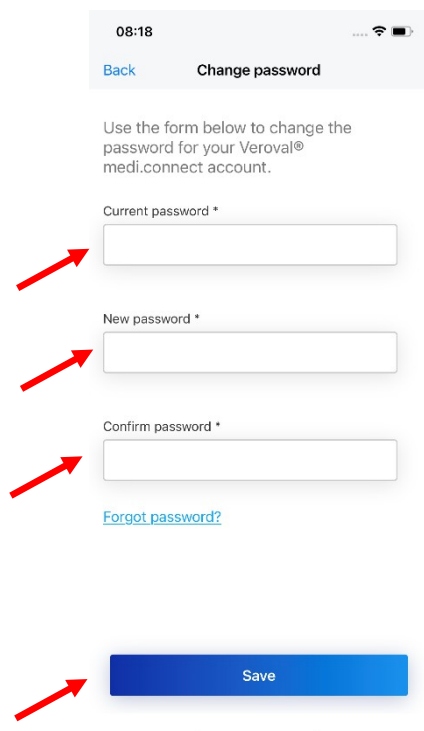 08:18
Back Change password
Use the form below to change the
password for your Veroval®
medi.connect account.
Current password *
New password *
Confirm password *
Forgot password?
Save